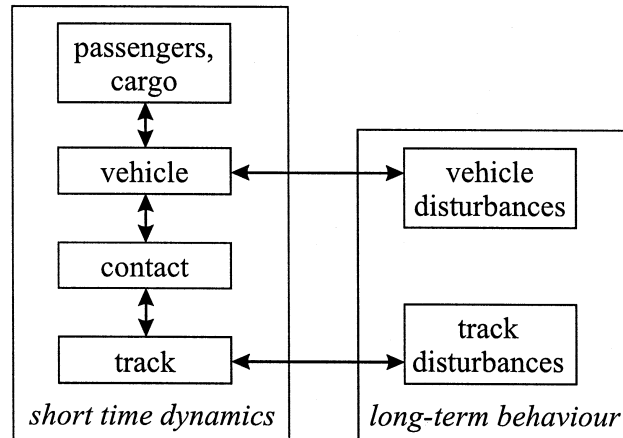 passengers,
cargo
vehicle
contact
track
short time dynamics
vehicle
disturbances
track
disturbances
long-term behaviour